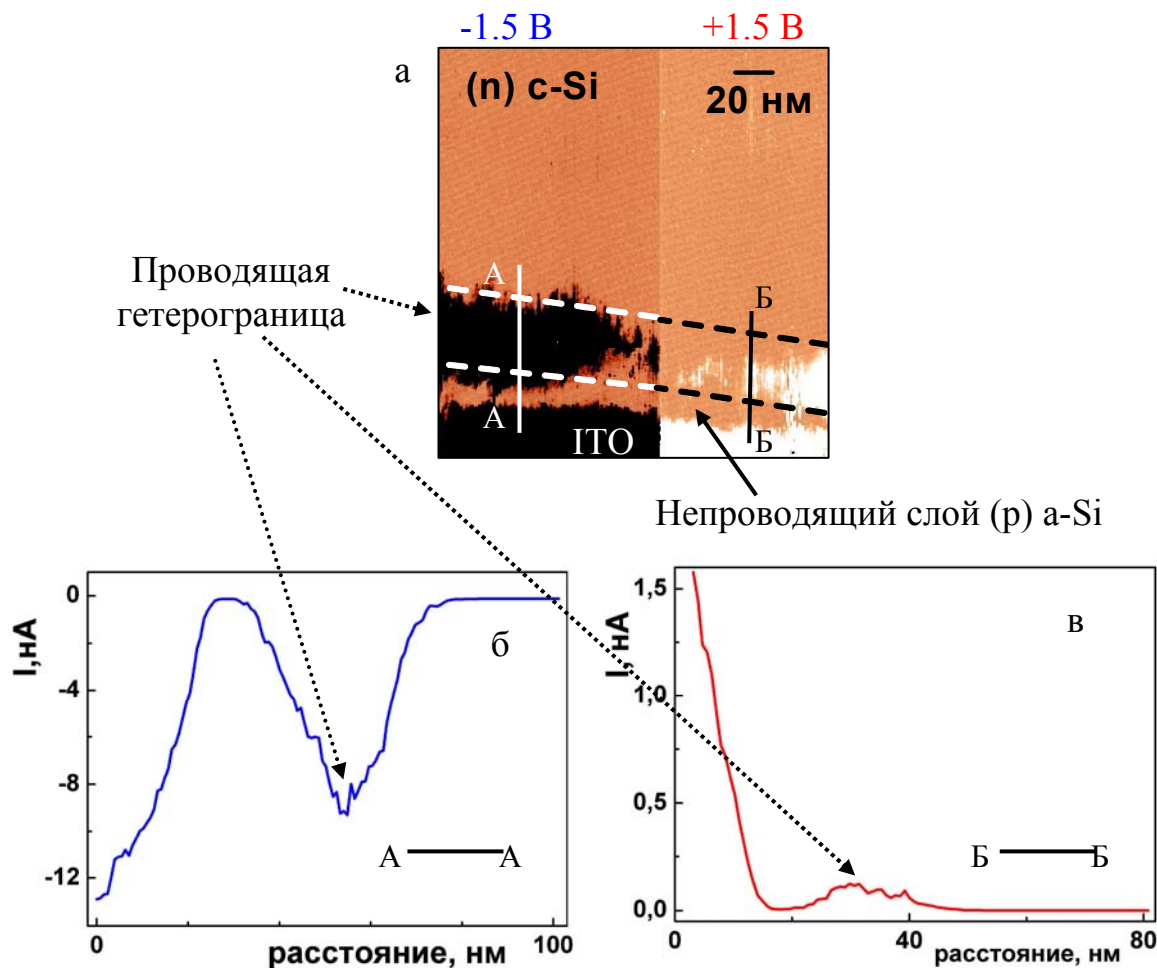 -1.5 В
+1.5 В
а
(n) c-Si
20 нм
Проводящая
гетерограница
А
Б
А
ITO
Б
Непроводящий слой (p) a-Si
0
-4
-8
-12
I,нА
б
А
А
0
100
расстояние, нм
1,5
1,0
0,5
0,0
I, нА
в
Б
Б
0
40
80
расстояние, нм